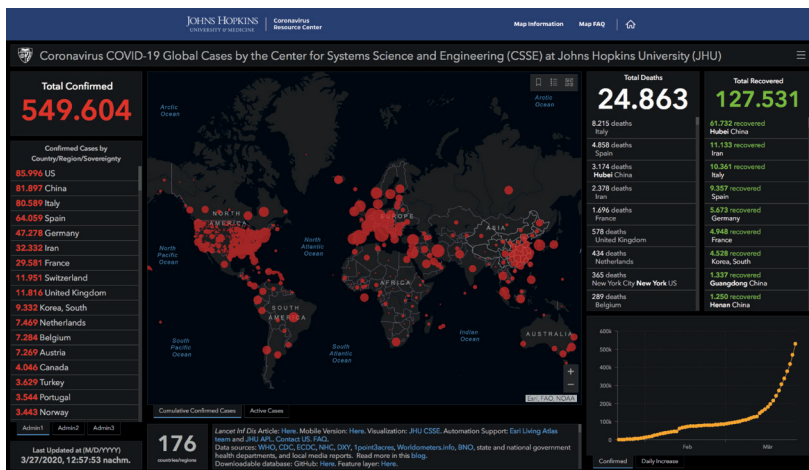 JOHNS HOPKINS
UNIVERSITY & MEDICINE
Coronavirus
Resource Center
Map Information
Map FAQ
Coronavirus COVID-19 Global Cases by the Center for Systems Science and Engineering (CSSE) at Johns Hopkins University (JHU)
Total Confirmed
549.604
Confirmed Cases by
Country/Region/Sovereignty
85.996 US
81.897 China
80.589 Italy
64.059 Spain
47.278 Germany
32.332 Iran
29.581 France
11.951 Switzerland
11.816 United Kingdom
9.332 Korea, South
7.469 Netherlands
7.284 Belgium
7.269 Austria
4.046 Canada
3.629 Turkey
3.544 Portugal
3.443 Norway
Admin1 Admin2 Admin3
Last Updated at (M/D/YYYY)
3/27/2020, 12:57:53 nachm.
Arctic
Ocean
Arctic
Ocean
NORTH
AMERICA
EUROPE
ASIA
North
Pacific
Ocean
North
Atlantic
Ocean
North
Pacific
Ocean
AFRICA
SOUTH
AMERICA
Indian
Ocean
AUSTRALIA
South
Pacific
Ocean
South
Atlantic
Ocean
Esri, FAO, NOAA
Cumulative Confirmed Cases Active Cases
176
countries/regions
Lancet Inf Dis Article: Here. Mobile Version: Here. Visualization: JHU CSSE. Automation Support: Esri Living Atlas
team and JHU APL. Contact US. FAQ.
Data sources: WHO, CDC, ECDC, NHC, DXY, 1point3acres, Worldometers.info, BNO, state and national government
health departments, and local media reports. Read more in this blog.
Downloadable database: GitHub: Here. Feature layer: Here.
Total Deaths
24.863
8.215 deaths
Italy
4.858 deaths
Spain
3.174 deaths
Hubei China
2.378 deaths
Iran
1.696 deaths
France
578 deaths
United Kingdom
434 deaths
Netherlands
365 deaths
New York City New York US
289 deaths
Belgium
Total Recovered
127.531
61.732 recovered
Hubei China
11.133 recovered
Iran
10.361 recovered
Italy
9.357 recovered
Spain
5.673 recovered
Germany
4.948 recovered
France
4.528 recovered
Korea, South
1.337 recovered
Guangdong China
1.250 recovered
Henan China
600k
500k
400k
300k
200k
100k
0
Feb
Mär
Confirmed Daily Increase